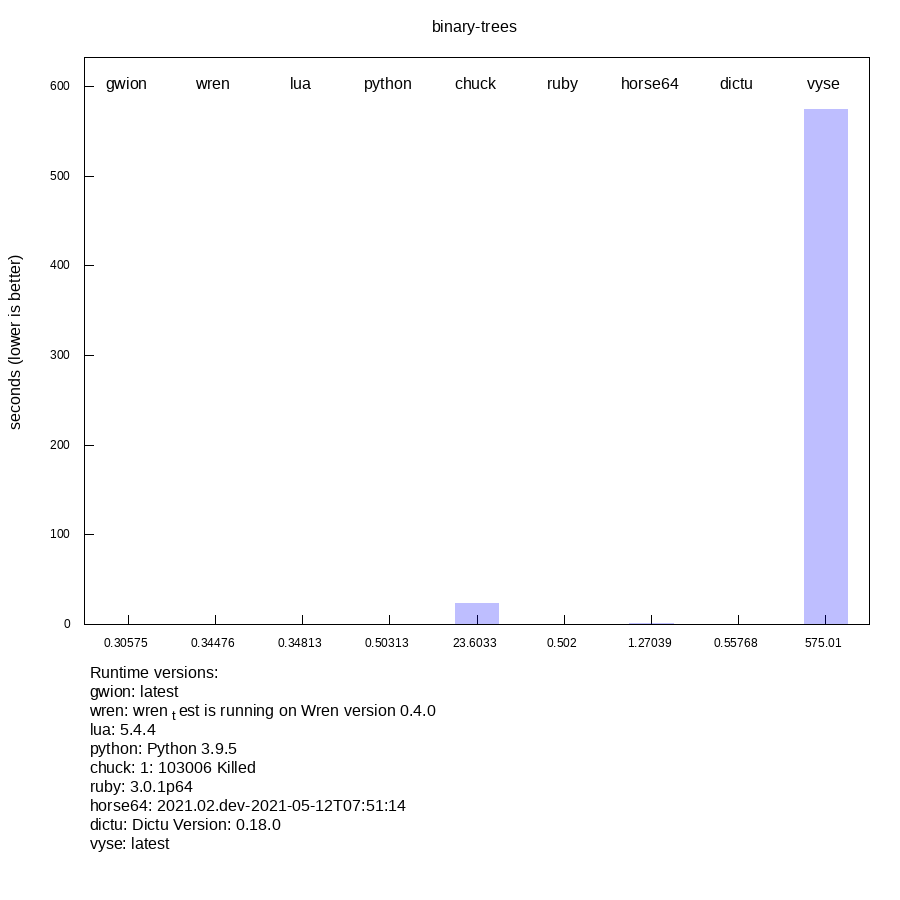 binary-trees
seconds (lower is better)
gwion wren lua python chuck ruby horse64 dictu vyse
600
500
400
300
200
100
0
0.30575 0.34476 0.34813 0.50313 23.6033 0.502 1.27039 0.55768 575.01
Runtime versions:
gwion: latest
wren: wren t est is running on Wren version 0.4.0
lua: 5.4.4
python: Python 3.9.5
chuck: 1: 103006 Killed
ruby: 3.0.1p64
horse64: 2021.02.dev-2021-05-12T07:51:14
dictu: Dictu Version: 0.18.0
vyse: latest